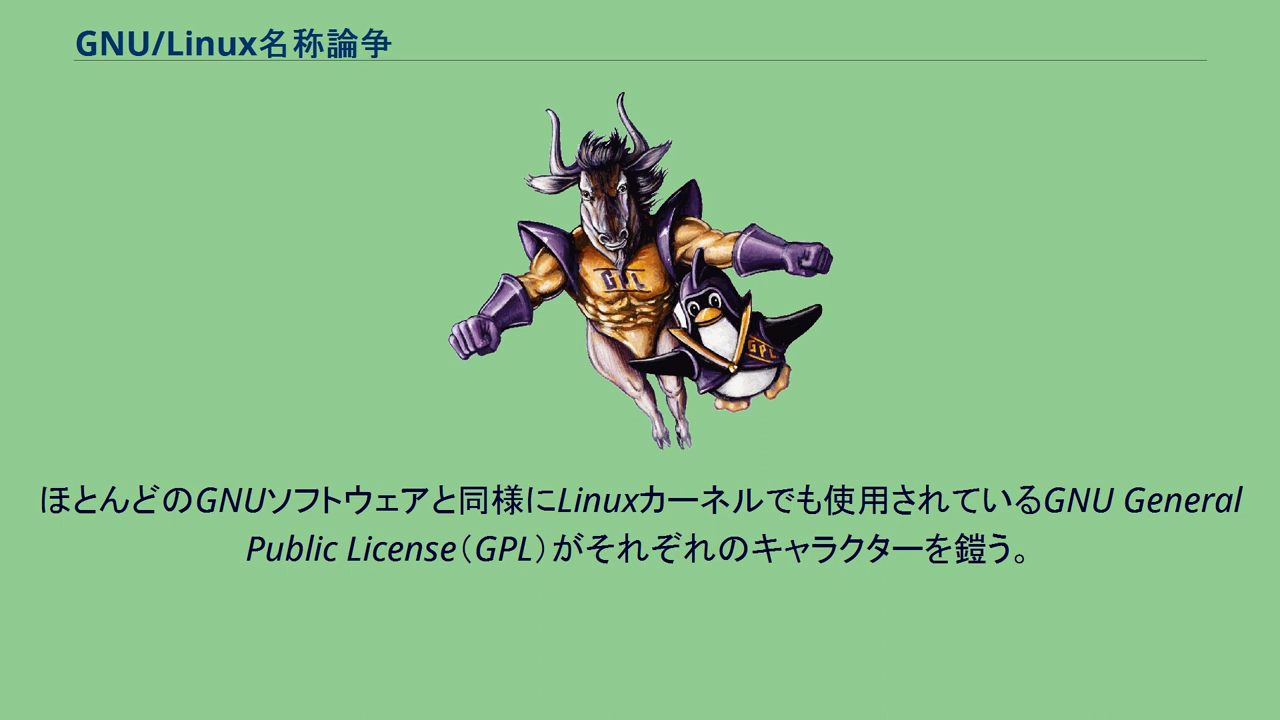 GNU/Linux名称論争
GPL
GPL
ほとんどのGNUソフトウェアと同様にLinuxカーネルでも使用されているGNU General
Public License（GPL）がそれぞれのキャラクターを鎧う。